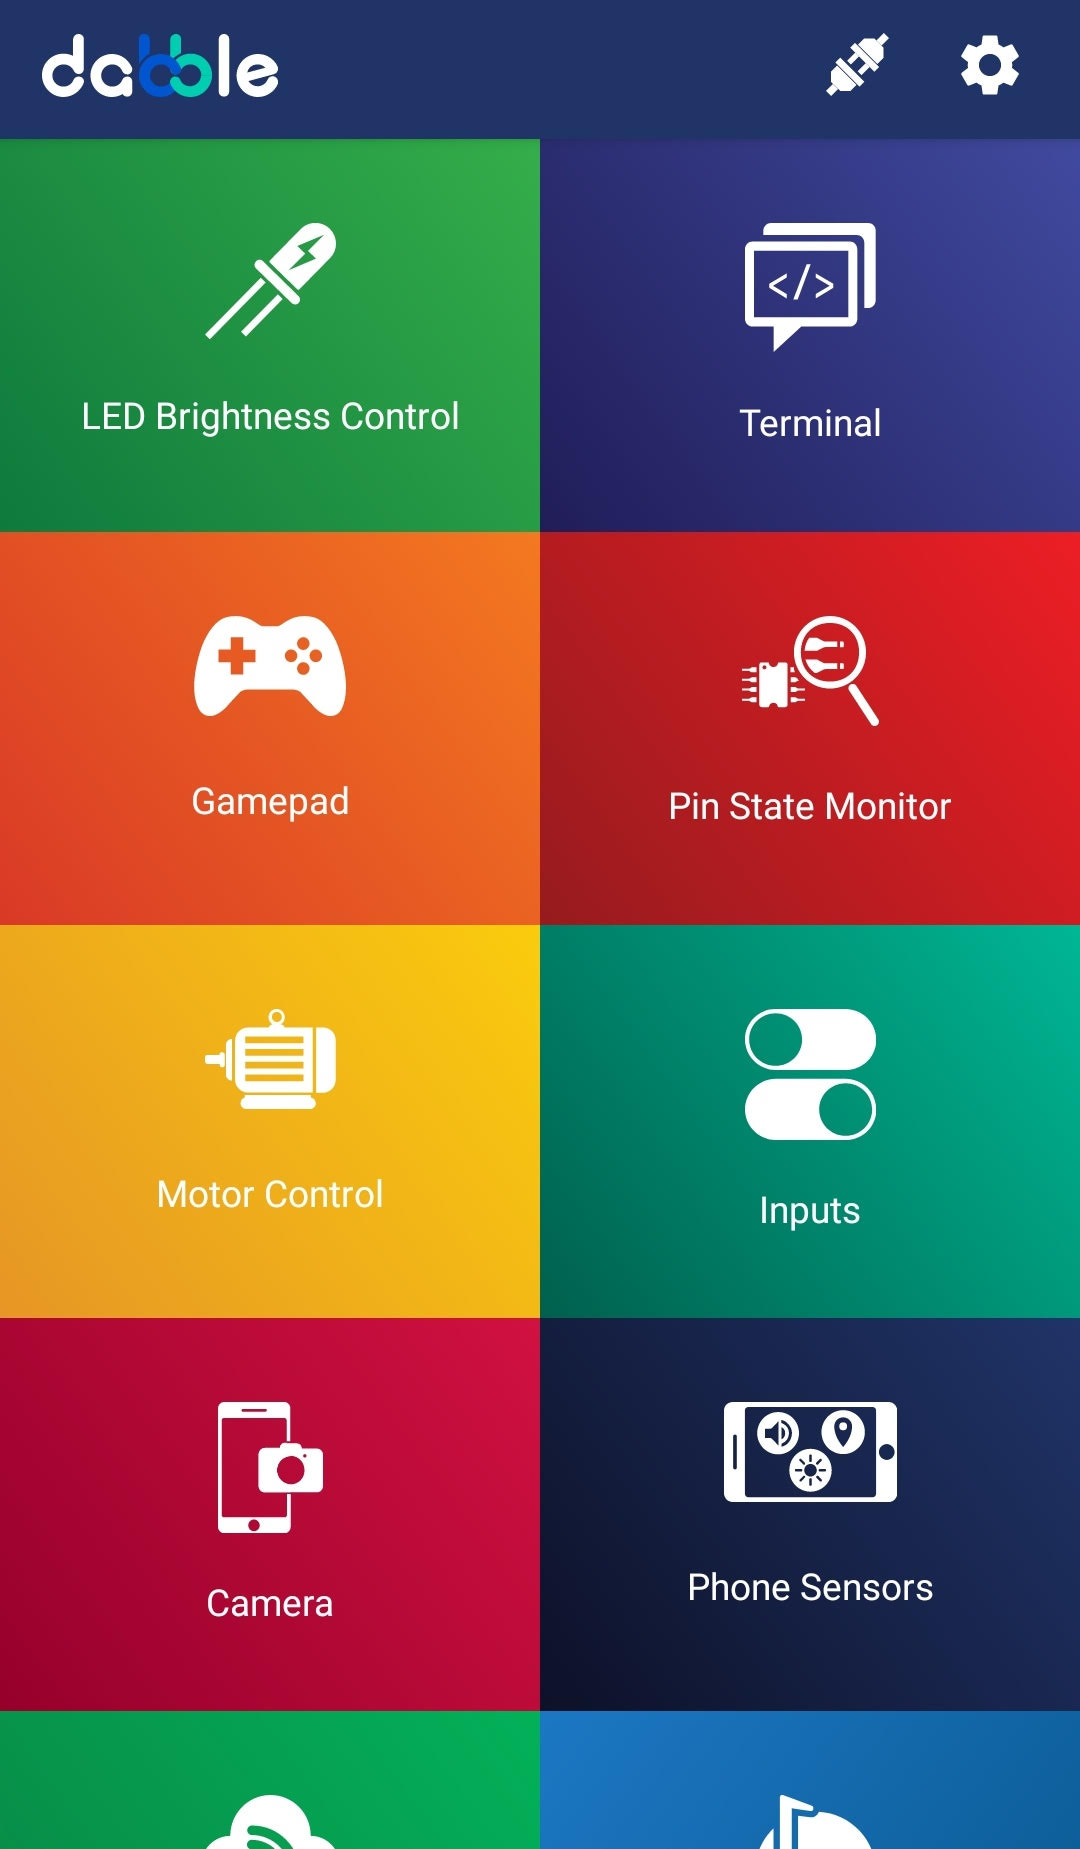 dabble
LED Brightness Control
</>
Terminal
Gamepad
Pin State Monitor
Motor Control
Inputs
Camera
Phone Sensors